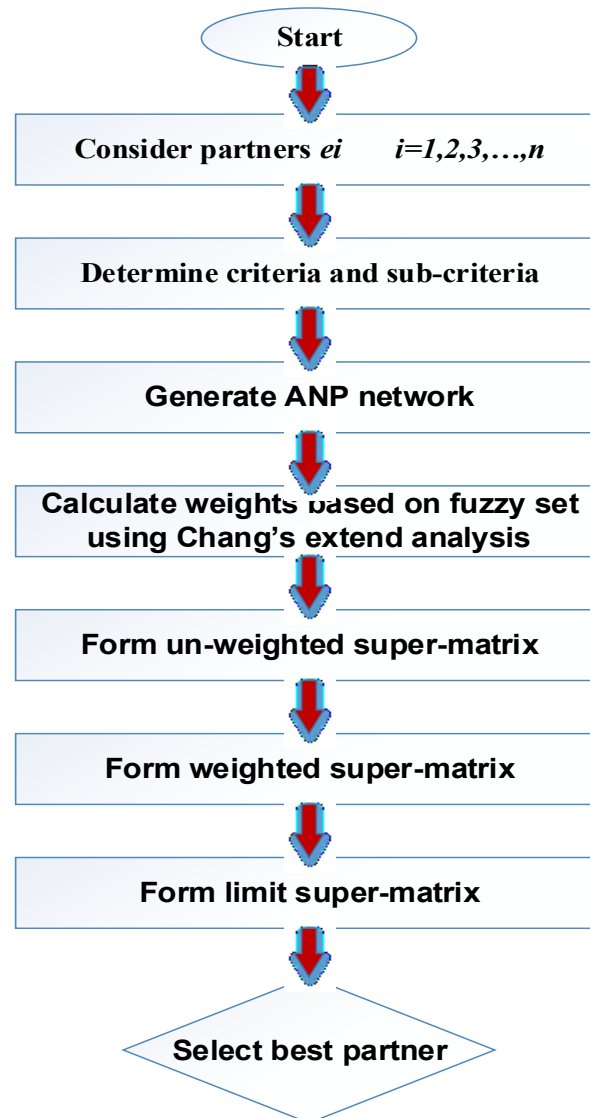 Start
Consider partners ei i=1,2,3,…,n
Determine criteria and sub-criteria
Generate ANP network
Calculate weights based on fuzzy set
using Chang’s extend analysis
Form un-weighted super-matrix
Form weighted super-matrix
Form limit super-matrix
Select best partner